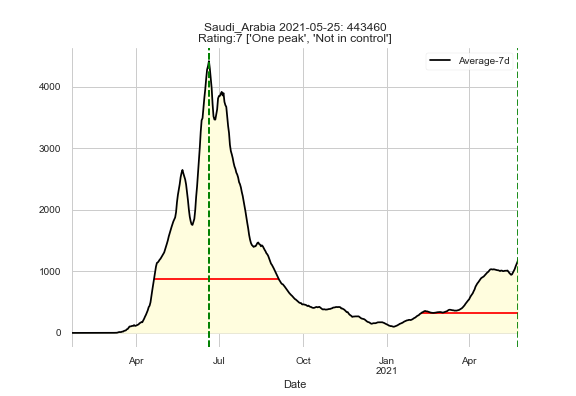 Saudi_Arabia 2021-05-25: 443460
Rating:7 ['One peak', 'Not in control']
Average-7d
4000
3000
2000
1000
0
Apr
Jul
Oct
Jan
2021
Apr
Date